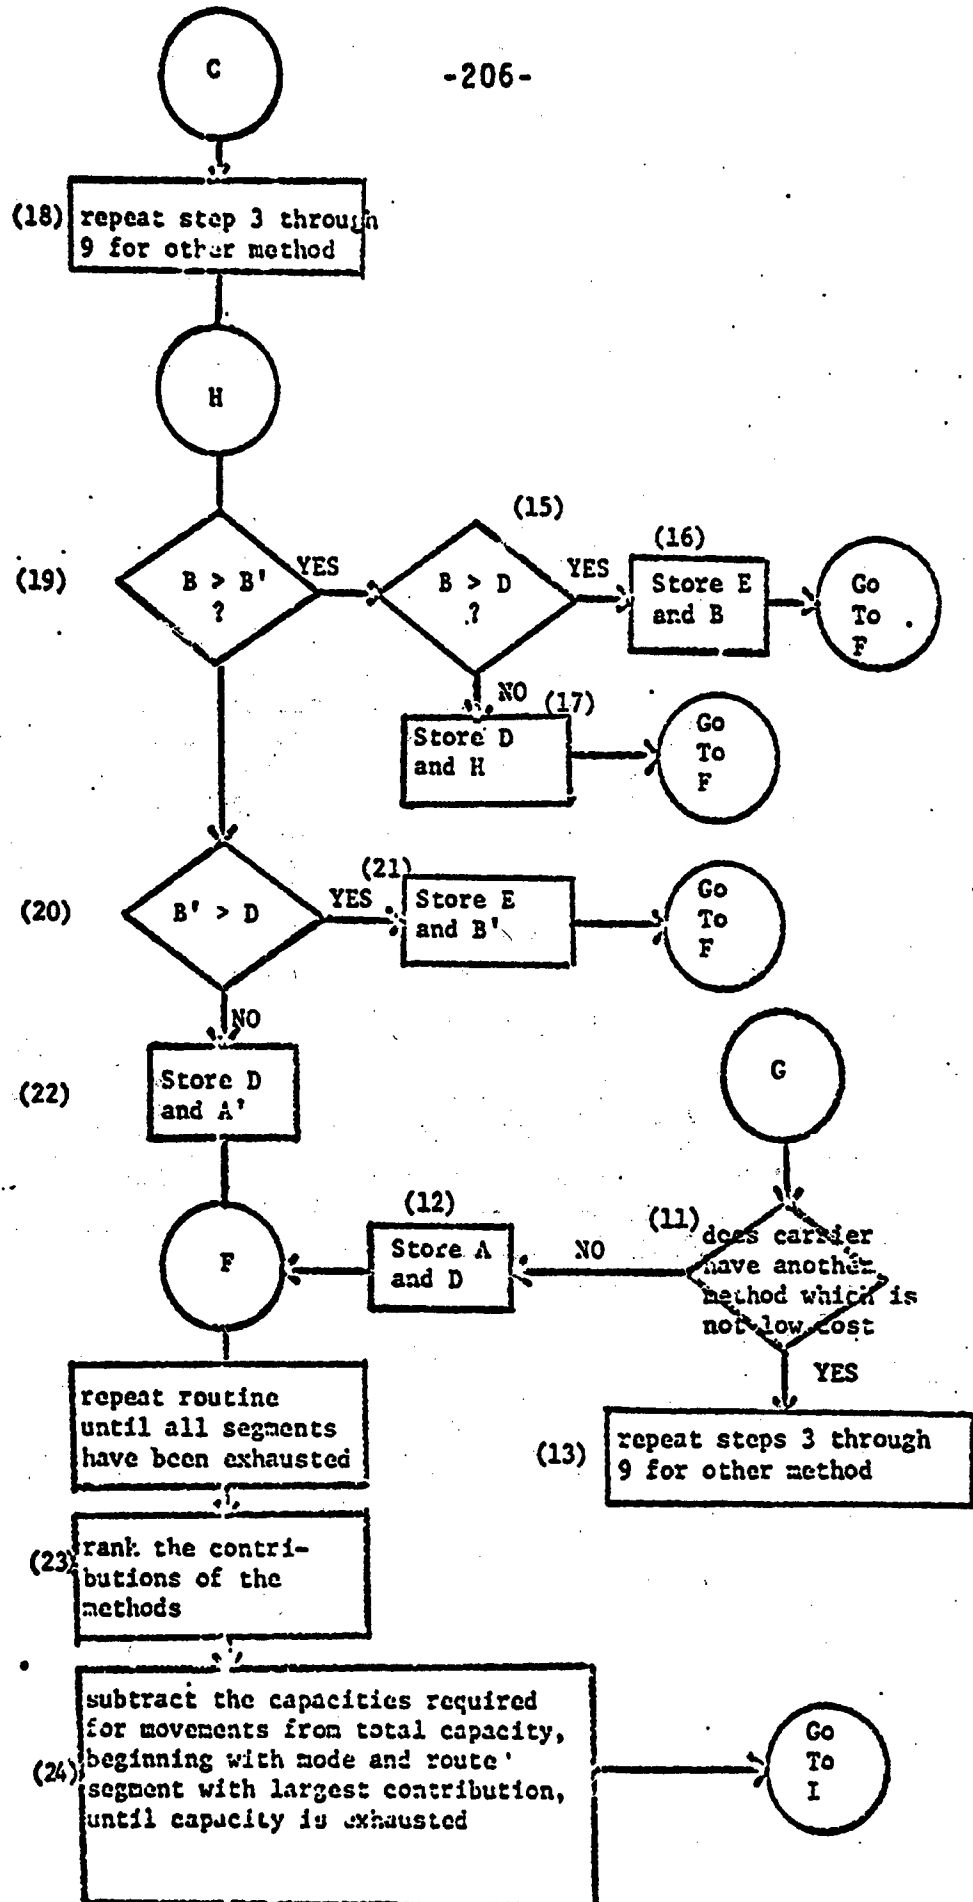 C
-206-
(18)
repeat step 3 through
9 for other method
H
(15)
(16)
(19)
B > B'
?
YES
B > D
?
YES
Store E
and B
Go
To
F
NO
(17)
Store D
and H
Go
To
F
(21)
(20)
B' > D
YES
Store E
and B'
Go
To
F
NO
(22)
Store D
and A'
G
(12)
(11)
F
Store A
and D
NO
does carrier
have another
method which is
not low cost
YES
repeat routine
until all segments
have been exhausted
(13)
repeat steps 3 through
9 for other method
(23)
rank the contri-
butions of the
methods
(24)
subtract the capacities required
for movements from total capacity,
beginning with mode and route
segment with largest contribution,
until capacity is exhausted
Go
To
I